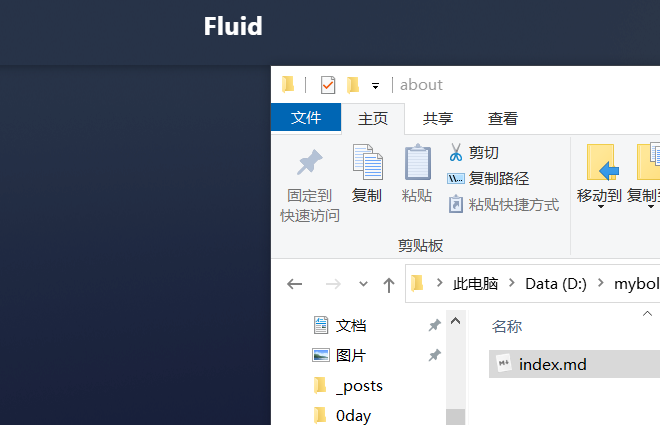 Fluid
about
文件 主页 共享 查看
固定到
快速访问
复制
粘贴
剪切
复制路径
粘贴快捷方式
移动到 复制到
剪贴板
此电脑 Data (D:) mybol
文档
图片
_posts
0day
名称
index.md